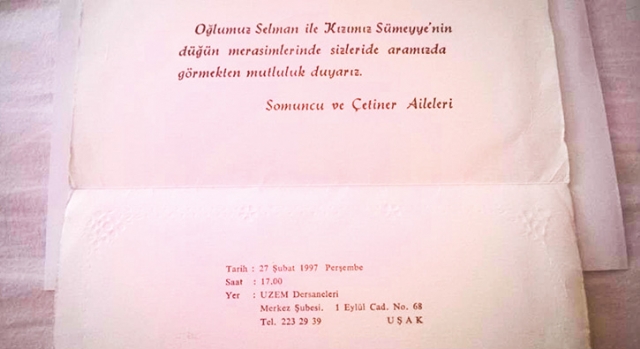 Oğlumuz Selman ile Kızımız Sümeyye'nin
düğün merasimlerinde sizleride aramızda
görmekten mutluluk duyarız.
Somuncu ve Çetiner Aileleri
Tarih : 27 Şubat 1997 Perşembe
Saat : 17.00
Yer : UZEM Dersaneleri
Merkez Şubesi. 1 Eylül Cad. No. 68
Tel. 223 29 39 UŞAK